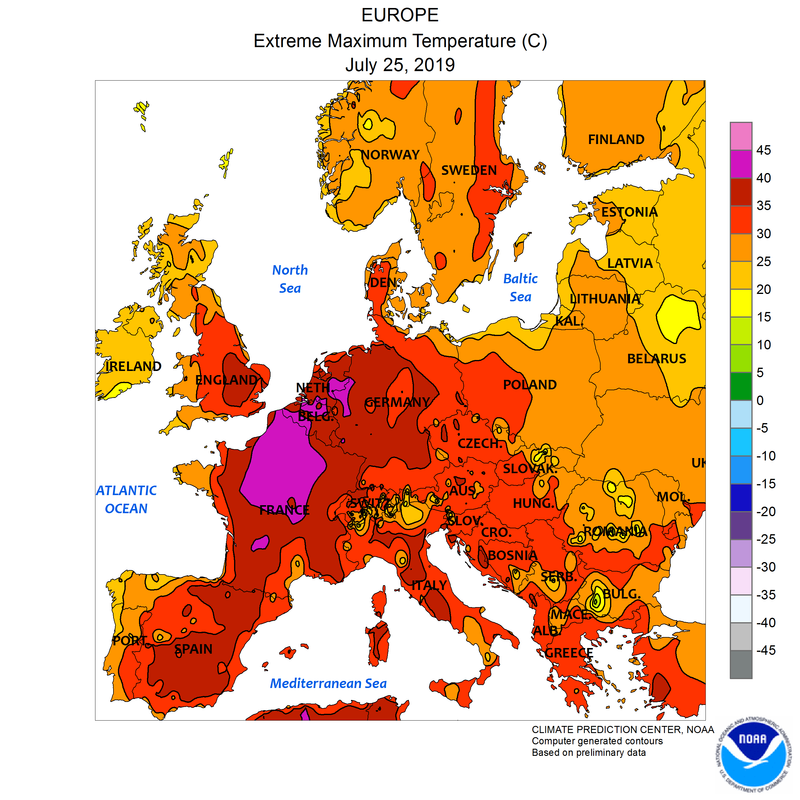 EUROPE
Extreme Maximum Temperature (C)
July 25, 2019
FINLAND
NORWAY
SWEDEN
ESTONIA
North
Sea
LATVIA
DEN
Baltic
Sea
LITHUANIA
KAL.
IRELAND
ENGLAND
NETH.
BELG.
GERMANY
POLAND
BELARUS
CZECH.
SLOVAK.
UK
ATLANTIC
OCEAN
FRANCE
SWITZ.
AUS
HUNG.
MOL.
SLOV.
CRO.
ROMANIA
BOSNIA
SERB.
ITALY
BULG.
MACE
ALB.
PORT
SPAIN
GREECE
Mediterranean Sea
45
40
35
30
25
20
15
10
5
0
-5
-10
-15
-20
-25
-30
-35
-40
-45
CLIMATE PREDICTION CENTER, NOAA
Computer generated contours
Based on preliminary data
NATIONAL OCEANIC AND ATMOSPHERIC ADMINISTRATION
NOAA
U.S. DEPARTMENT OF COMMERCE